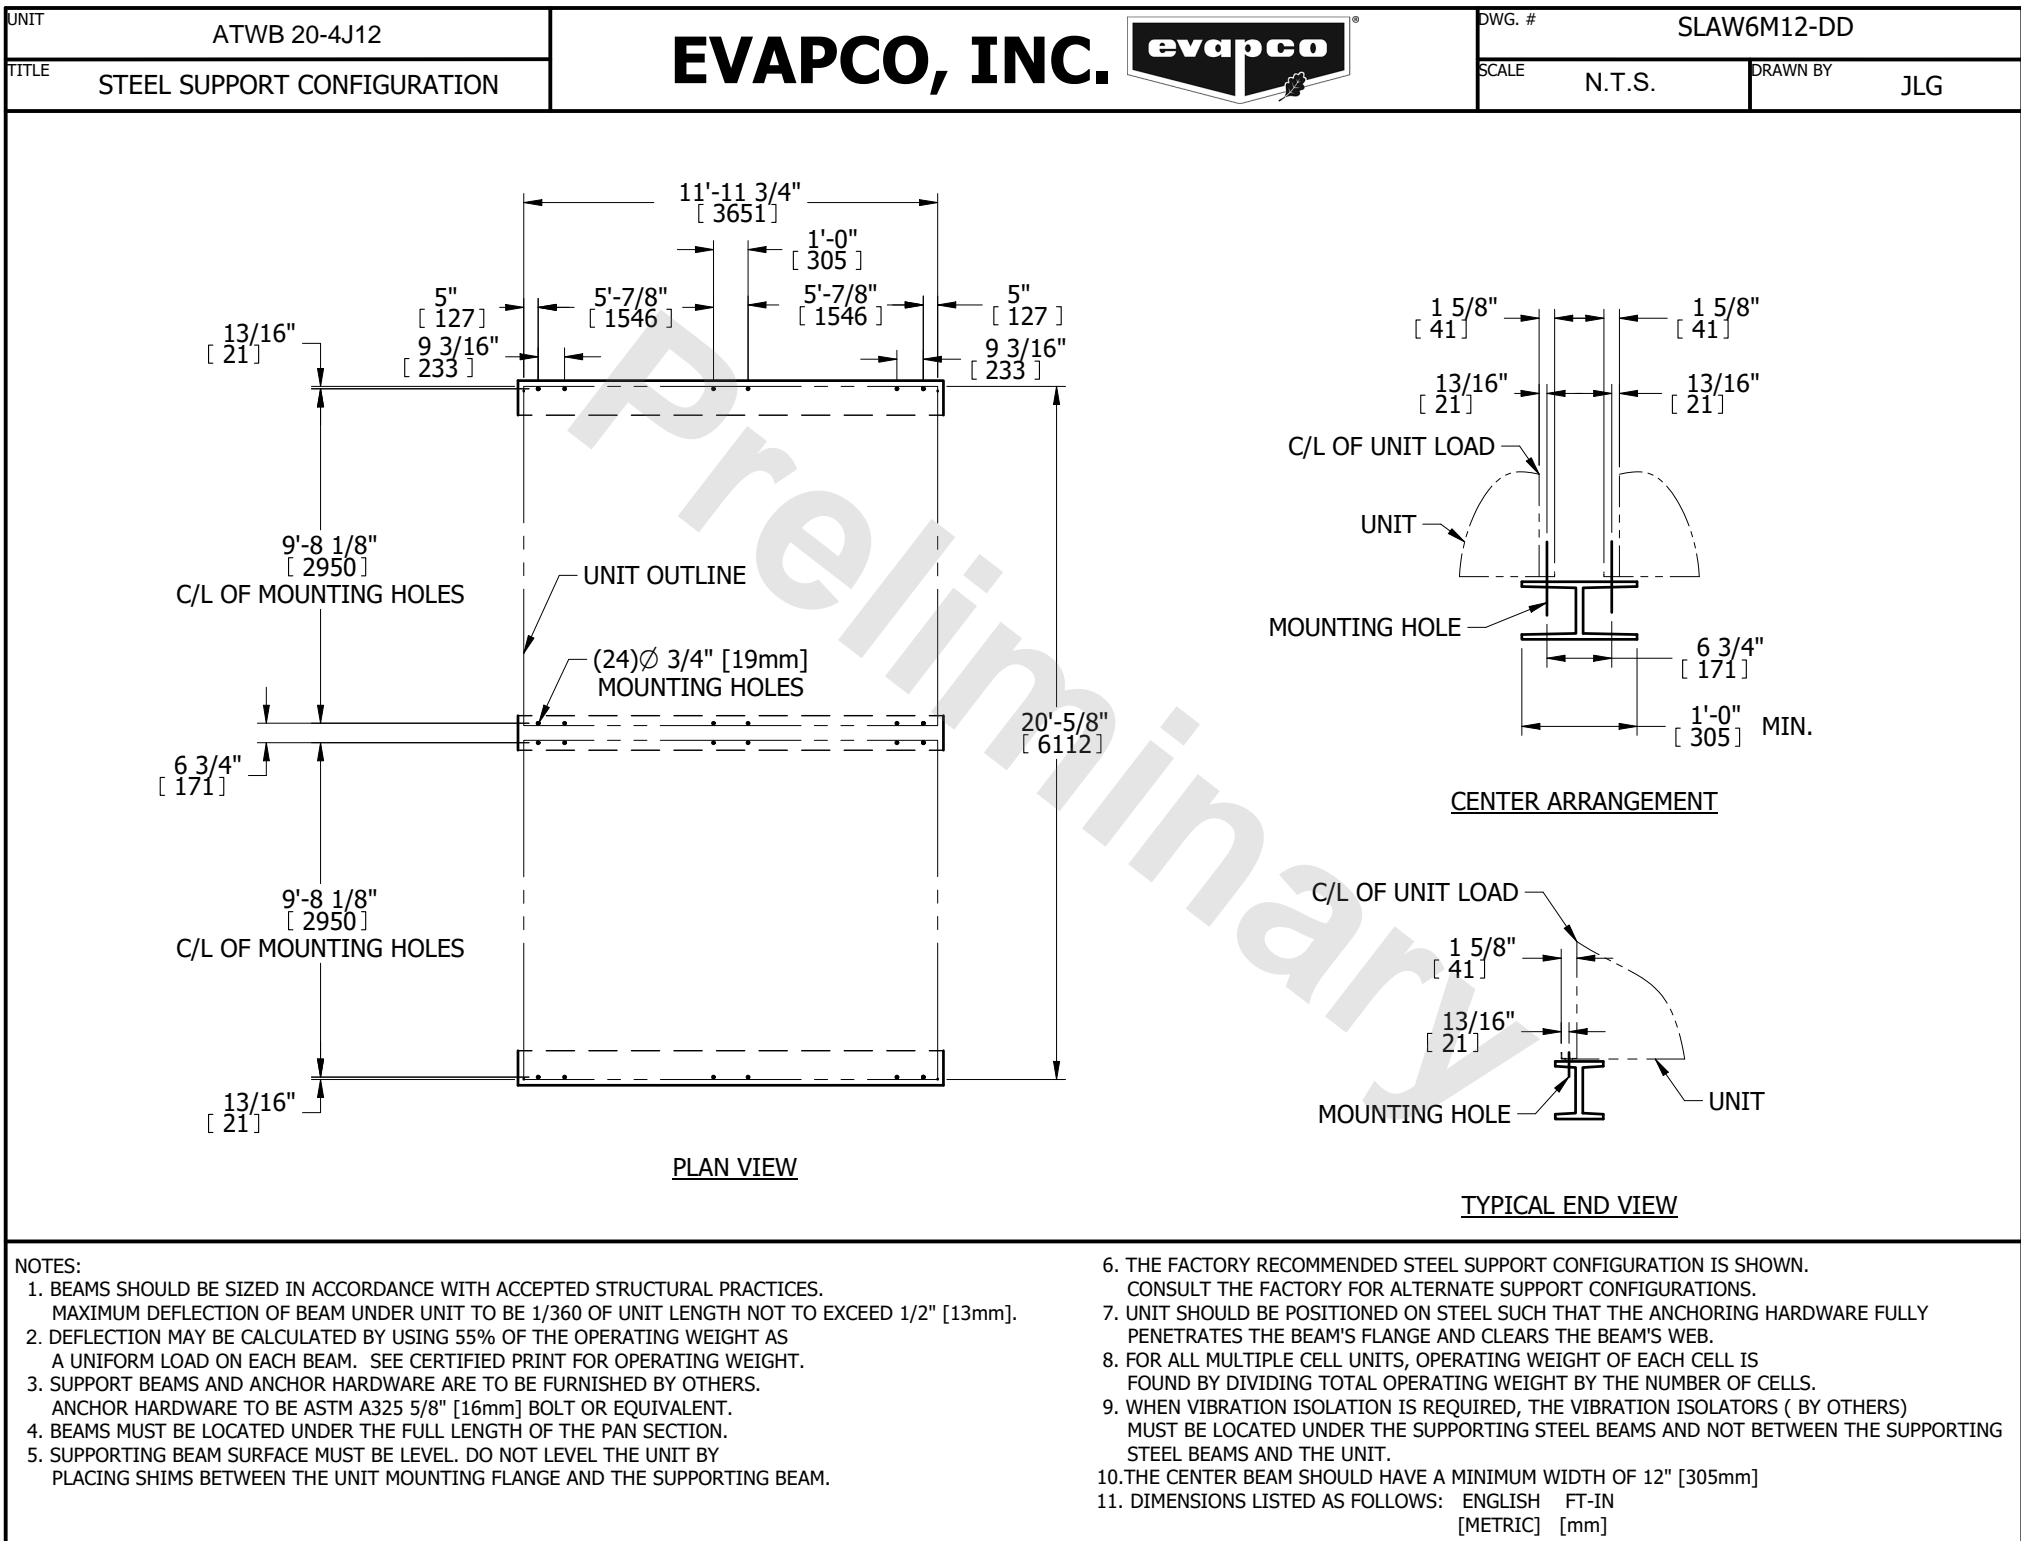 UNIT
ATWB 20-4J12
TITLE
STEEL SUPPORT CONFIGURATION
EVAPCO, INC.
evapco
®
DWG. #
SLAW6M12-DD
SCALE
N.T.S.
DRAWN BY
JLG
11'-11 3/4"
[ 3651]
1'-0"
[ 305 ]
5"
[ 127]
5'-7/8"
[ 1546 ]
5'-7/8"
[ 1546 ]
5"
[ 127 ]
13/16"
[ 21]
9 3/16"
[ 233 ]
9 3/16"
[ 233 ]
9'-8 1/8"
[ 2950]
C/L OF MOUNTING HOLES
UNIT OUTLINE
(24)∅ 3/4" [19mm]
MOUNTING HOLES
20'-5/8"
[ 6112]
6 3/4"
[ 171]
9'-8 1/8"
[ 2950]
C/L OF MOUNTING HOLES
13/16"
[ 21]
PLAN VIEW
1 5/8"
[ 41]
1 5/8"
[ 41]
13/16"
[ 21]
13/16"
[ 21]
C/L OF UNIT LOAD
UNIT
MOUNTING HOLE
6 3/4"
[ 171]
1'-0"
[ 305]
MIN.
CENTER ARRANGEMENT
C/L OF UNIT LOAD
1 5/8"
[ 41]
13/16"
[ 21]
MOUNTING HOLE
UNIT
TYPICAL END VIEW
Preliminary
NOTES:
1. BEAMS SHOULD BE SIZED IN ACCORDANCE WITH ACCEPTED STRUCTURAL PRACTICES.
MAXIMUM DEFLECTION OF BEAM UNDER UNIT TO BE 1/360 OF UNIT LENGTH NOT TO EXCEED 1/2" [13mm].
2. DEFLECTION MAY BE CALCULATED BY USING 55% OF THE OPERATING WEIGHT AS
A UNIFORM LOAD ON EACH BEAM. SEE CERTIFIED PRINT FOR OPERATING WEIGHT.
3. SUPPORT BEAMS AND ANCHOR HARDWARE ARE TO BE FURNISHED BY OTHERS.
ANCHOR HARDWARE TO BE ASTM A325 5/8" [16mm] BOLT OR EQUIVALENT.
4. BEAMS MUST BE LOCATED UNDER THE FULL LENGTH OF THE PAN SECTION.
5. SUPPORTING BEAM SURFACE MUST BE LEVEL. DO NOT LEVEL THE UNIT BY
PLACING SHIMS BETWEEN THE UNIT MOUNTING FLANGE AND THE SUPPORTING BEAM.
6. THE FACTORY RECOMMENDED STEEL SUPPORT CONFIGURATION IS SHOWN.
CONSULT THE FACTORY FOR ALTERNATE SUPPORT CONFIGURATIONS.
7. UNIT SHOULD BE POSITIONED ON STEEL SUCH THAT THE ANCHORING HARDWARE FULLY
PENETRATES THE BEAM'S FLANGE AND CLEARS THE BEAM'S WEB.
8. FOR ALL MULTIPLE CELL UNITS, OPERATING WEIGHT OF EACH CELL IS
FOUND BY DIVIDING TOTAL OPERATING WEIGHT BY THE NUMBER OF CELLS.
9. WHEN VIBRATION ISOLATION IS REQUIRED, THE VIBRATION ISOLATORS ( BY OTHERS)
MUST BE LOCATED UNDER THE SUPPORTING STEEL BEAMS AND NOT BETWEEN THE SUPPORTING
STEEL BEAMS AND THE UNIT.
10.THE CENTER BEAM SHOULD HAVE A MINIMUM WIDTH OF 12" [305mm]
11. DIMENSIONS LISTED AS FOLLOWS: ENGLISH FT-IN
[METRIC] [mm]